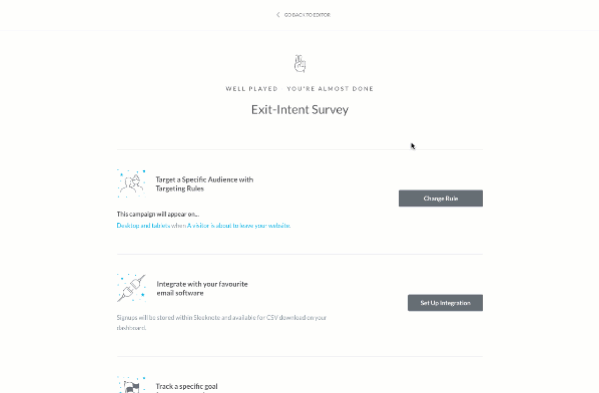 GO BACK TO EDITOR
WELL PLAYED YOU'RE ALMOST DONE
Exit-Intent Survey
Target a Specific Audience with
Targeting Rules
Change Rule
This campaign will appear on...
Desktop and tablets when A visitor is about to leave your website.
Integrate with your favourite
email software
Set Up Integration
Signups will be stored within Sleeknote and available for CSV download on your
dashboard.
Track a specific goal